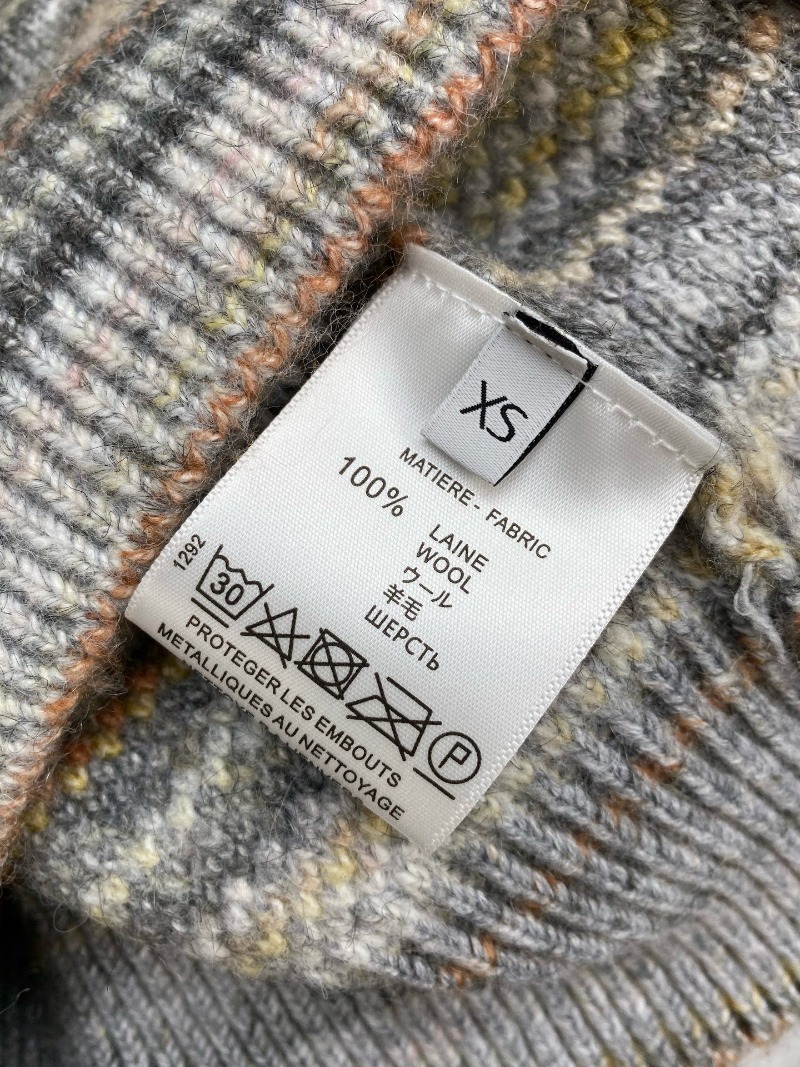 XS
MATIERE - FABRIC
100% LAINE
WOOL
ウール
羊毛
ШЕРСТЬ
1292
30
P
PROTEGER LES EMBOUTS
METALLIQUES AU NETTOYAGE